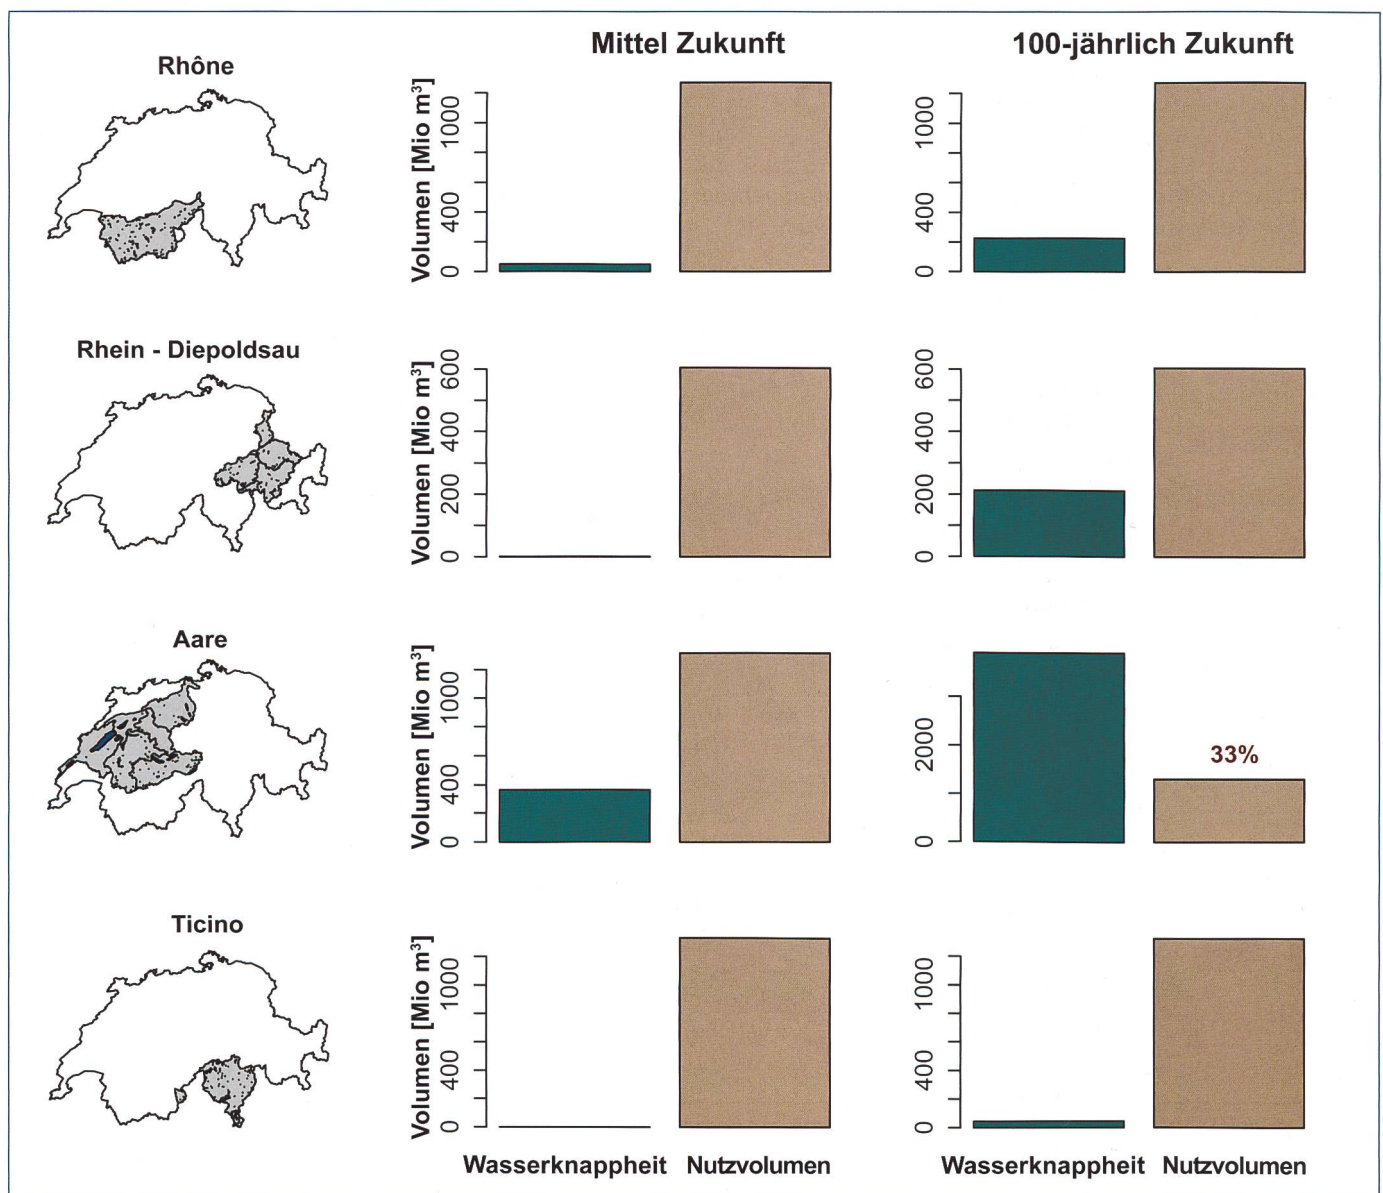 Mittel Zukunft
100-jährlich Zukunft
Rhône
Volumen [Mio m³]
0
400
1000
0
400
1000
Rhein - Diepoldsau
Volumen [Mio m³]
0
200
400
600
0
200
400
600
Aare
Volumen [Mio m³]
0
400
1000
0
2000
33%
Ticino
Volumen [Mio m³]
0
400
1000
0
400
1000
Wasserknappheit
Nutzvolumen
Wasserknappheit
Nutzvolumen